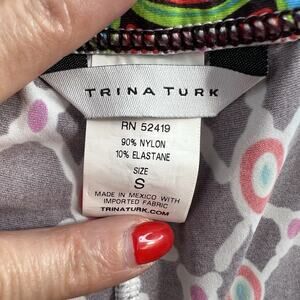 TRINA TURK
RN 52419
90% NYLON
10% ELASTANE
SIZE
S
MADE IN MEXICO WITH
IMPORTED FABRIC
TRINATURK.COM